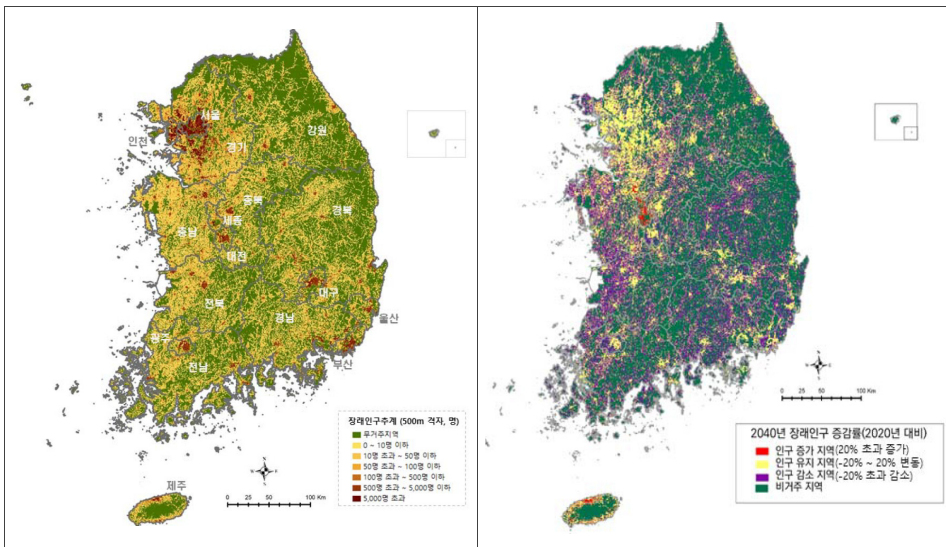 서울
인천
강원
경기
충북
세종
경북
충남
대전
대구
전북
울산
경남
광주
부산
전남
제주
장래인구추계 (500m 격자, 명)
무거주지역
0 ~ 10명 이하
10명 초과 ~ 50명 이하
50명 초과 ~ 100명 이하
100명 초과 ~ 500명 이하
500명 초과 ~ 5,000명 이하
5,000명 초과
0 25 50 100 Km
0 25 50 100 Km
2040년 장래인구 증감률(2020년 대비)
인구 증가 지역(20% 초과 증가)
인구 유지 지역(-20% ~ 20% 변동)
인구 감소 지역(-20% 초과 감소)
비거주 지역